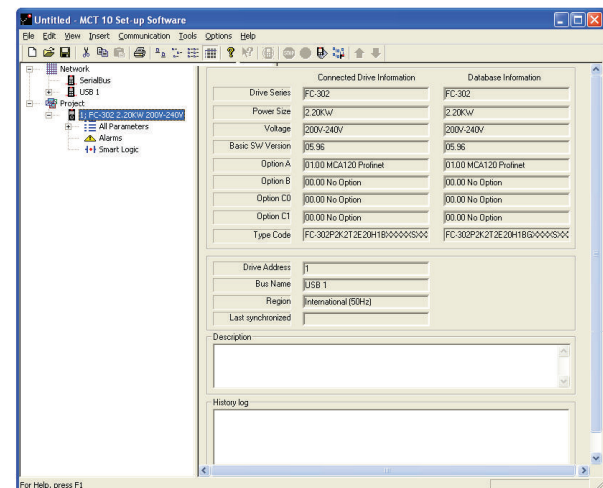 Untitled - MCT 10 Set-up Software
File Edit View Insert Communication Tools Options Help
Network
SerialBus
USB 1
Project
1; FC-302 2.20KW 200V-240V
All Parameters
Alarms
Smart Logic
Connected Drive Information Database Information
Drive Series FC-302 FC-302
Power Size 2.20KW 2.20KW
Voltage 200V-240V 200V-240V
Basic SW Version 05.96 05.96
Option A 01.00 MCA120 Profinet 01.00 MCA120 Profinet
Option B 00.00 No Option 00.00 No Option
Option C0 00.00 No Option 00.00 No Option
Option C1 00.00 No Option 00.00 No Option
Type Code
Drive Address 1
Bus Name USB 1
Region International (50Hz)
Last synchronized
Description
History log
For Help, press F1